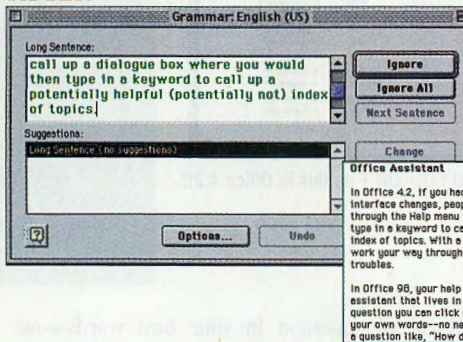 Grammar: English (US)
Long Sentence:
call up a dialogue box where you would
then type in a keyword to call up a
potentially helpful (potentially not) index
of topics.
Ignore
Ignore All
Next Sentence
Suggestions:
Long Sentence (no suggestions)
Change
Options...
Undo
Office Assistant
In Office 4.2, if you had
interface changes, peop
through the Help menu
type in a keyword to ca
index of topics. With a
work your way through
troubles.
In Office 98, your help
assistant that lives in
question you can click
your own words--no ne
a question like, "How d
in your own words